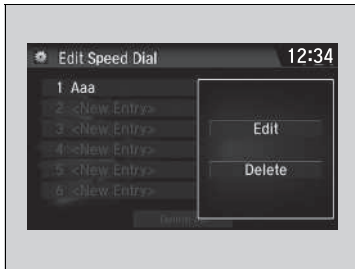 Edit Speed Dial
12:34
1 Aaa
2 <New Entry>
3 <New Entry>
4 <New Entry>
5 <New Entry>
6 <New Entry>
Edit
Delete